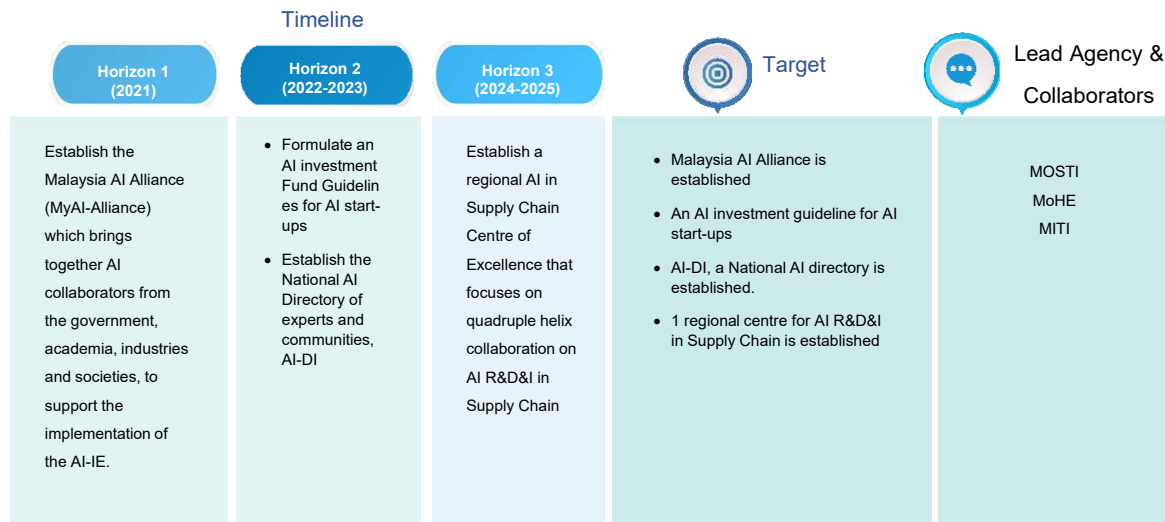 Timeline
Horizon 1
(2021)
Horizon 2
(2022-2023)
Horizon 3
(2024-2025)
Target
Lead Agency &
Collaborators
Establish the
Malaysia AI Alliance
(MyAI-Alliance)
which brings
together AI
collaborators from
the government,
academia, industries
and societies, to
support the
implementation of
the AI-IE.
• Formulate an
AI investment
Fund Guidelin
es for AI start-
ups
• Establish the
National AI
Directory of
experts and
communities,
AI-DI
Establish a
regional AI in
Supply Chain
Centre of
Excellence that
focuses on
quadruple helix
collaboration on
AI R&D&I in
Supply Chain
• Malaysia AI Alliance is
established
• An AI investment guideline for AI
start-ups
• AI-DI, a National AI directory is
established.
• 1 regional centre for AI R&D&I
in Supply Chain is established
MOSTI
MoHE
MITI